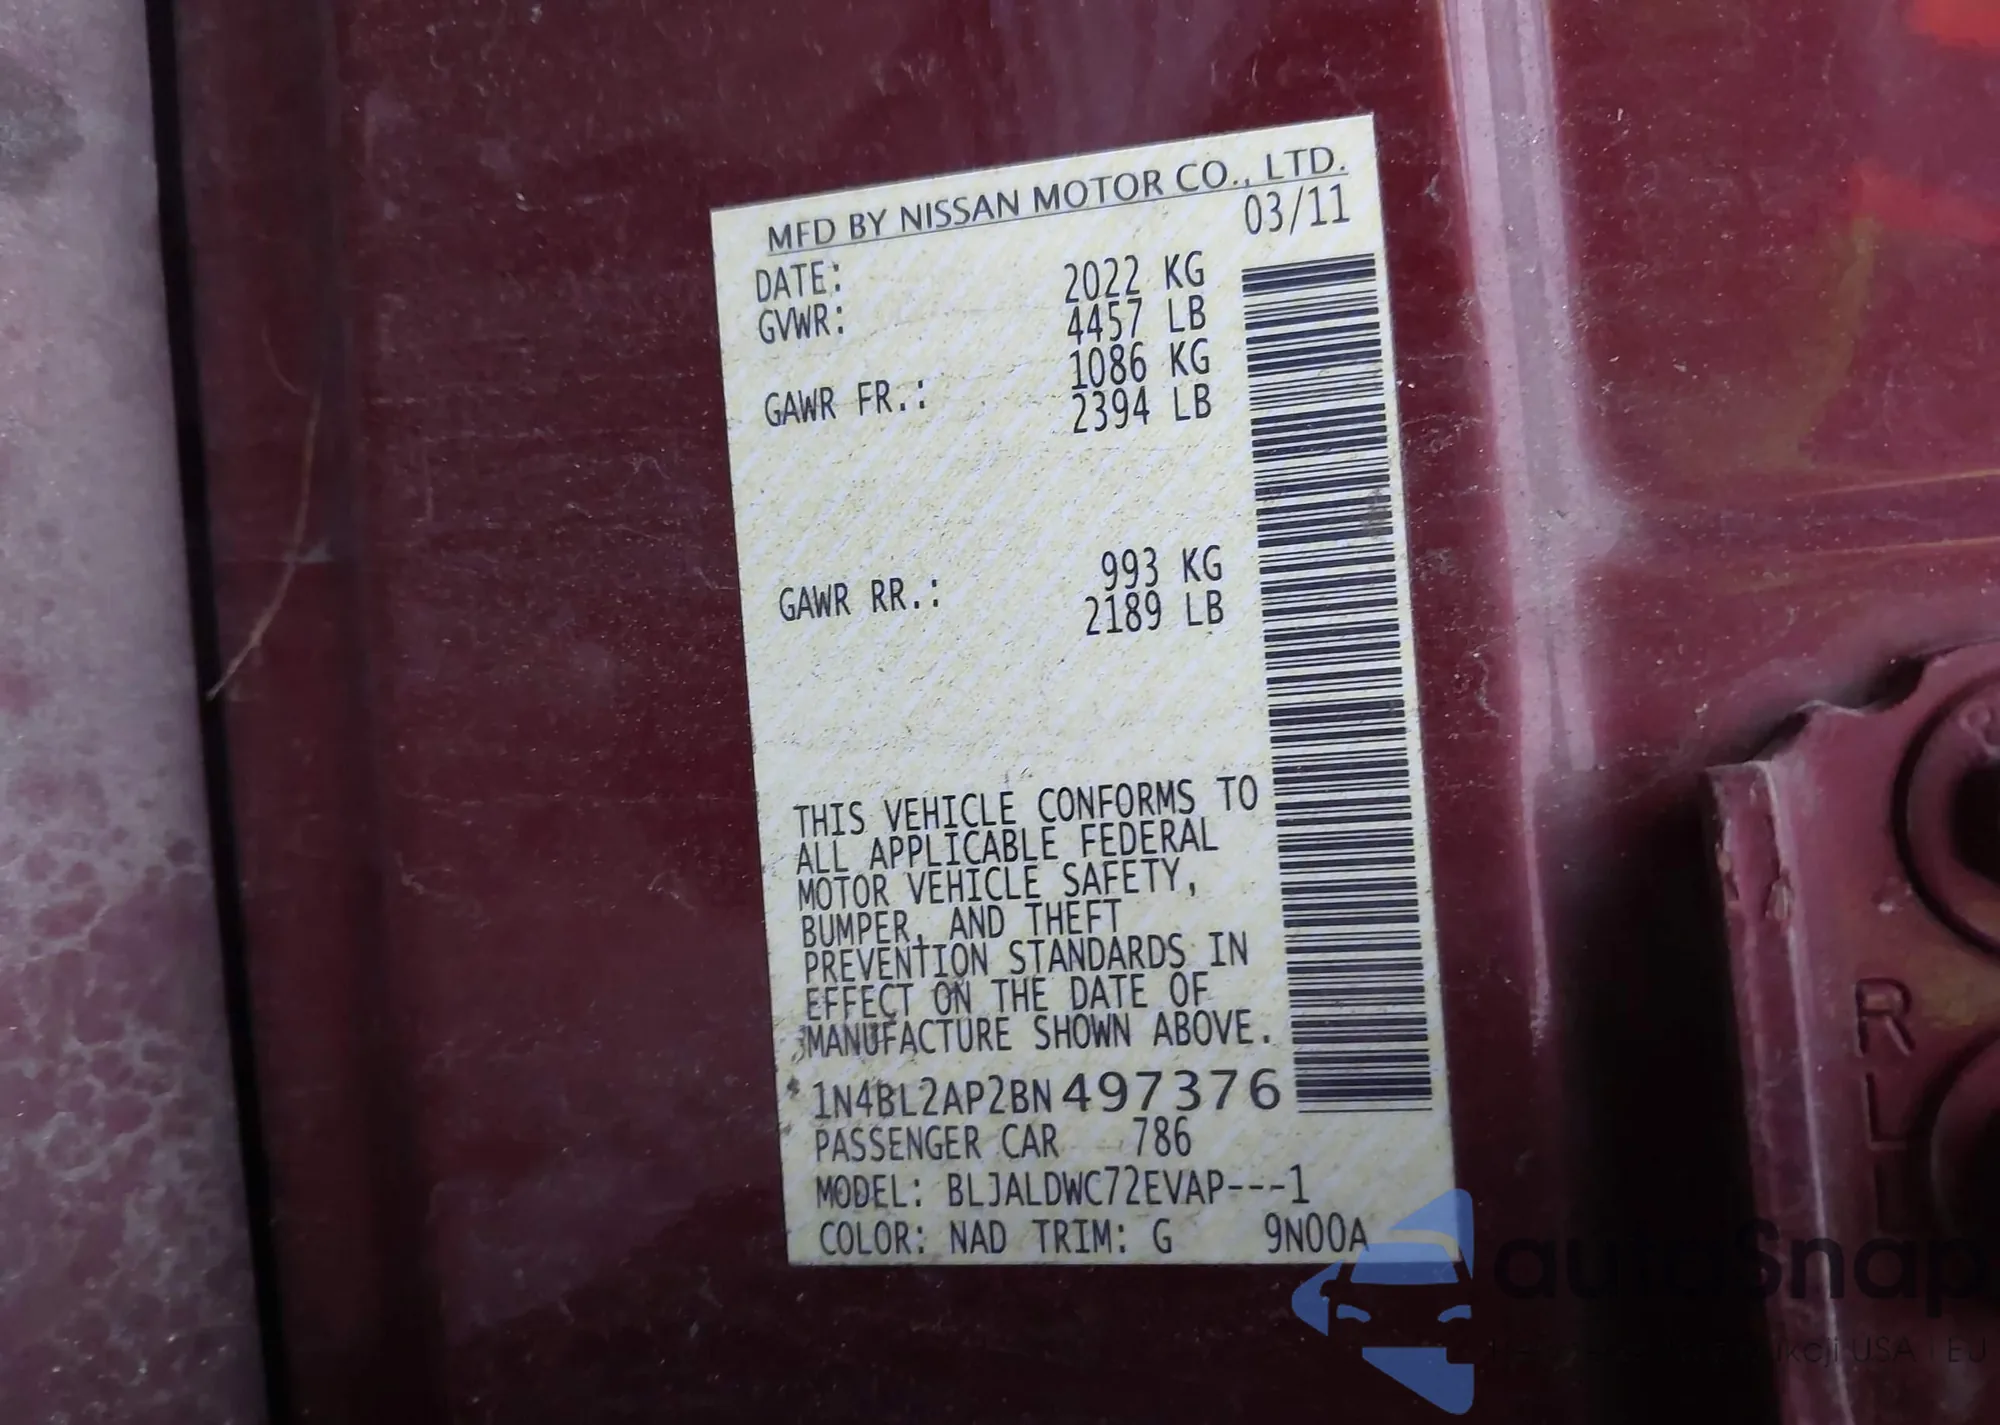 MFD BY NISSAN MOTOR CO., LTD.
DATE: 03/11
GVWR: 2022 KG
4457 LB
GAWR FR.: 1086 KG
2394 LB
GAWR RR.: 993 KG
2189 LB
THIS VEHICLE CONFORMS TO
ALL APPLICABLE FEDERAL
MOTOR VEHICLE SAFETY,
BUMPER, AND THEFT
PREVENTION STANDARDS IN
EFFECT ON THE DATE OF
MANUFACTURE SHOWN ABOVE.
1N4BL2AP2BN497376
PASSENGER CAR 786
MODEL: BLJALDWC72EVAP---1
COLOR: NAD TRIM: G 9N00A
autoSnap
USA i EU